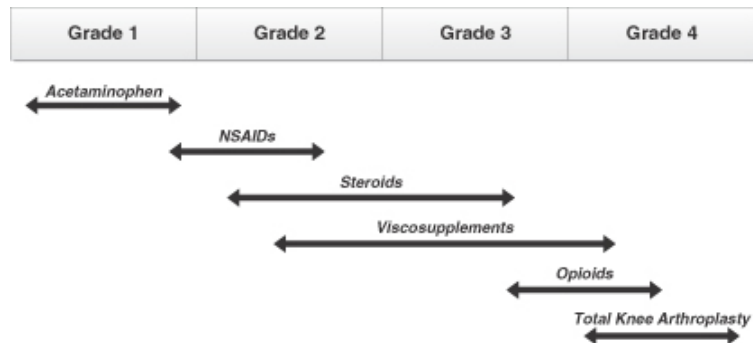 Grade 1 Grade 2 Grade 3 Grade 4
Acetaminophen
NSAIDs
Steroids
Viscosupplements
Opioids
Total Knee Arthroplasty